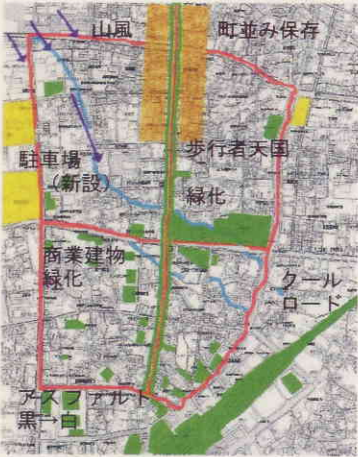 山風
町並み保存
歩行者天国
駐車場
（新設）
緑化
商業建物
緑化
クール
ロード
アスファルト
黒→白